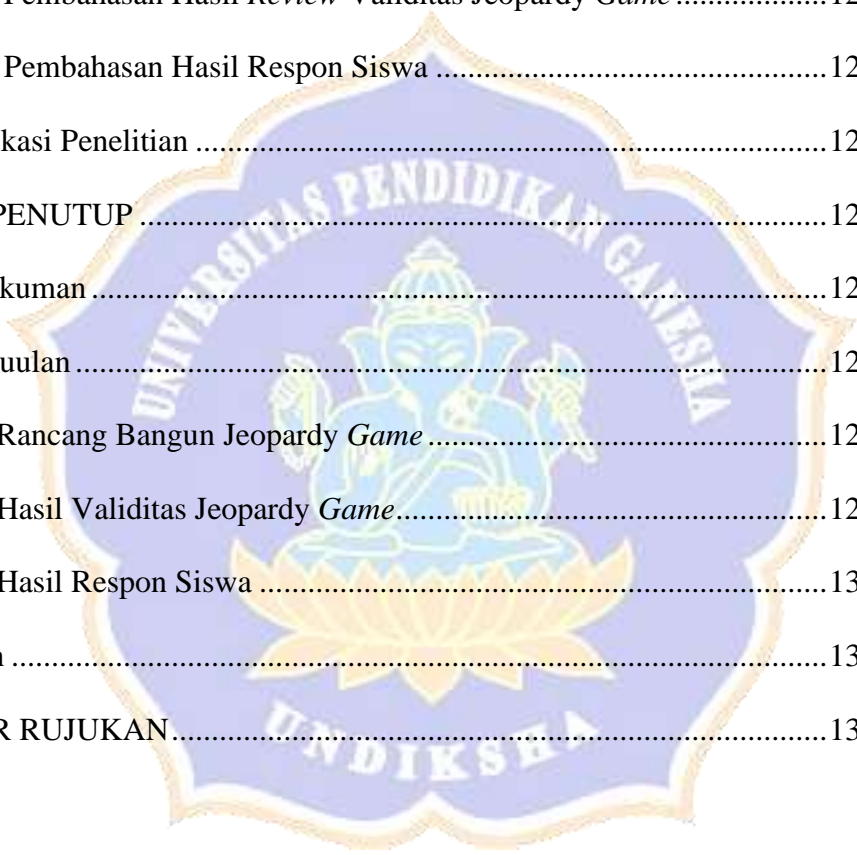 Pembahasan Hasil Review Validitas Jeopardy Game ........ 12
Pembahasan Hasil Respon Siswa ........ 12
kasi Penelitian ........ 12
PENUTUP ........ 12
kuman ........ 12
uulan ........ 12
Rancang Bangun Jeopardy Game ........ 12
Hasil Validitas Jeopardy Game ........ 12
Hasil Respon Siswa ........ 13
........ 13
R RUJUKAN ........ 13
UNIVERSITAS PENDIDIKAN GANESHA
UNDIKSHA